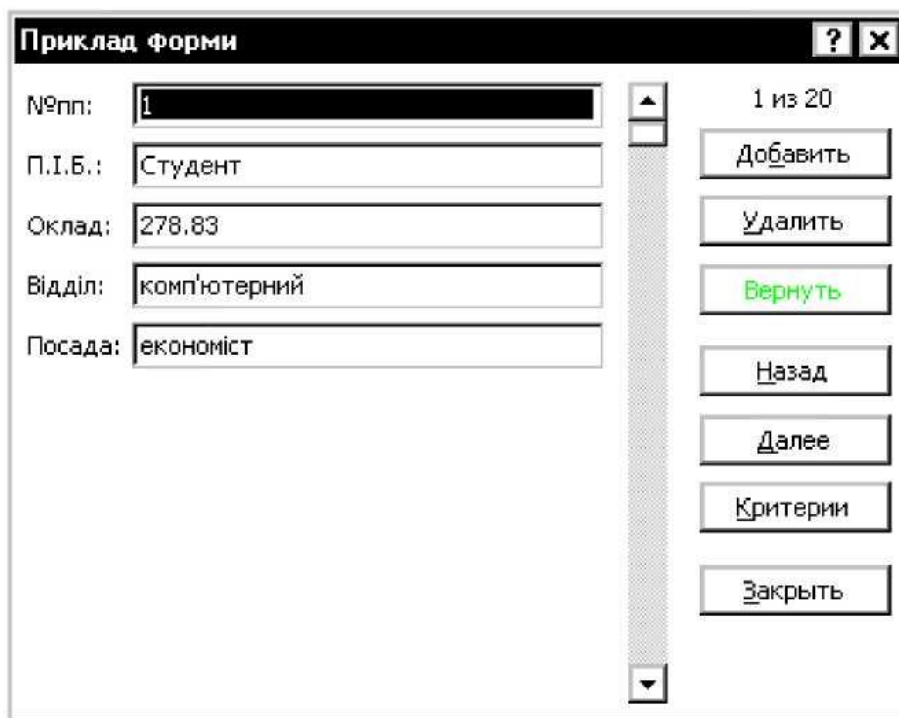 Приклад форми
? ×
№пп: 1
П.І.Б.: Студент
Оклад: 278.83
Відділ: комп'ютерний
Посада: економіст
1 из 20
Добавить
Удалить
Вернуть
Назад
Далее
Критерии
Закрыть